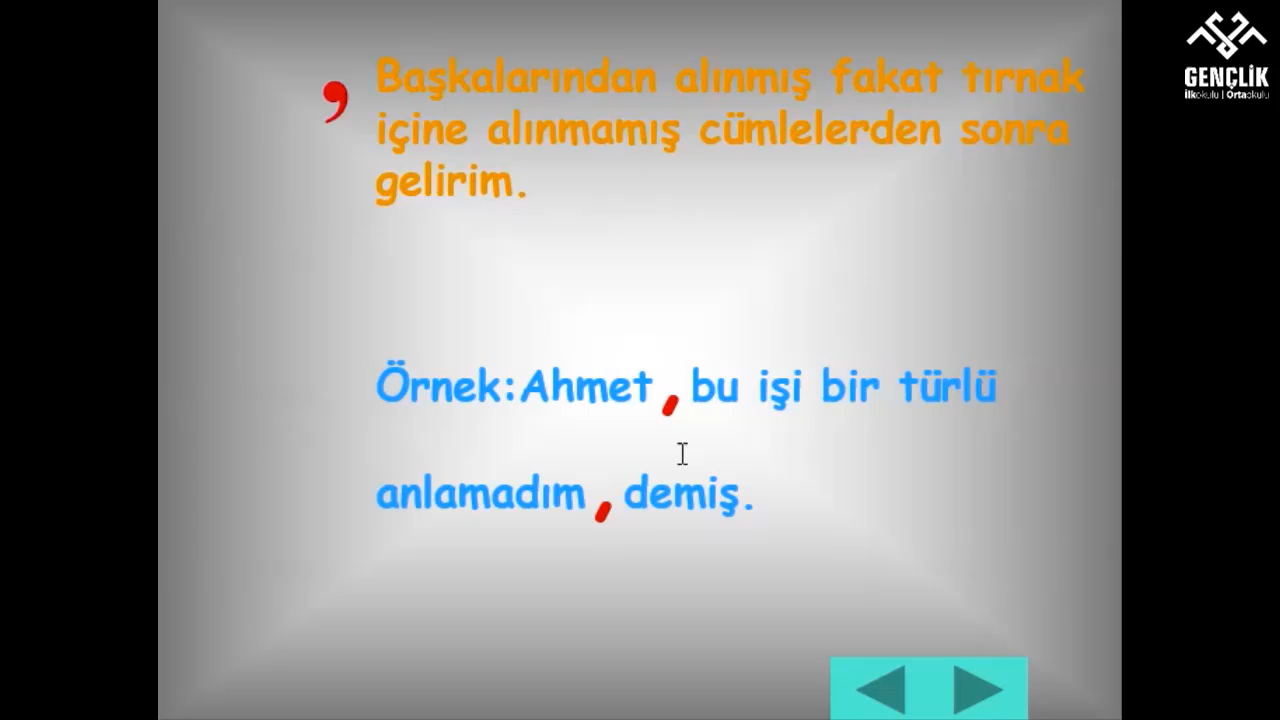 GENÇLİK
İlkokulu | Ortaokulu
, Başkalarından alınmış fakat tırnak
içine alınmamış cümlelerden sonra
gelirim.
Örnek:Ahmet , bu işi bir türlü
anlamadım , demiş.